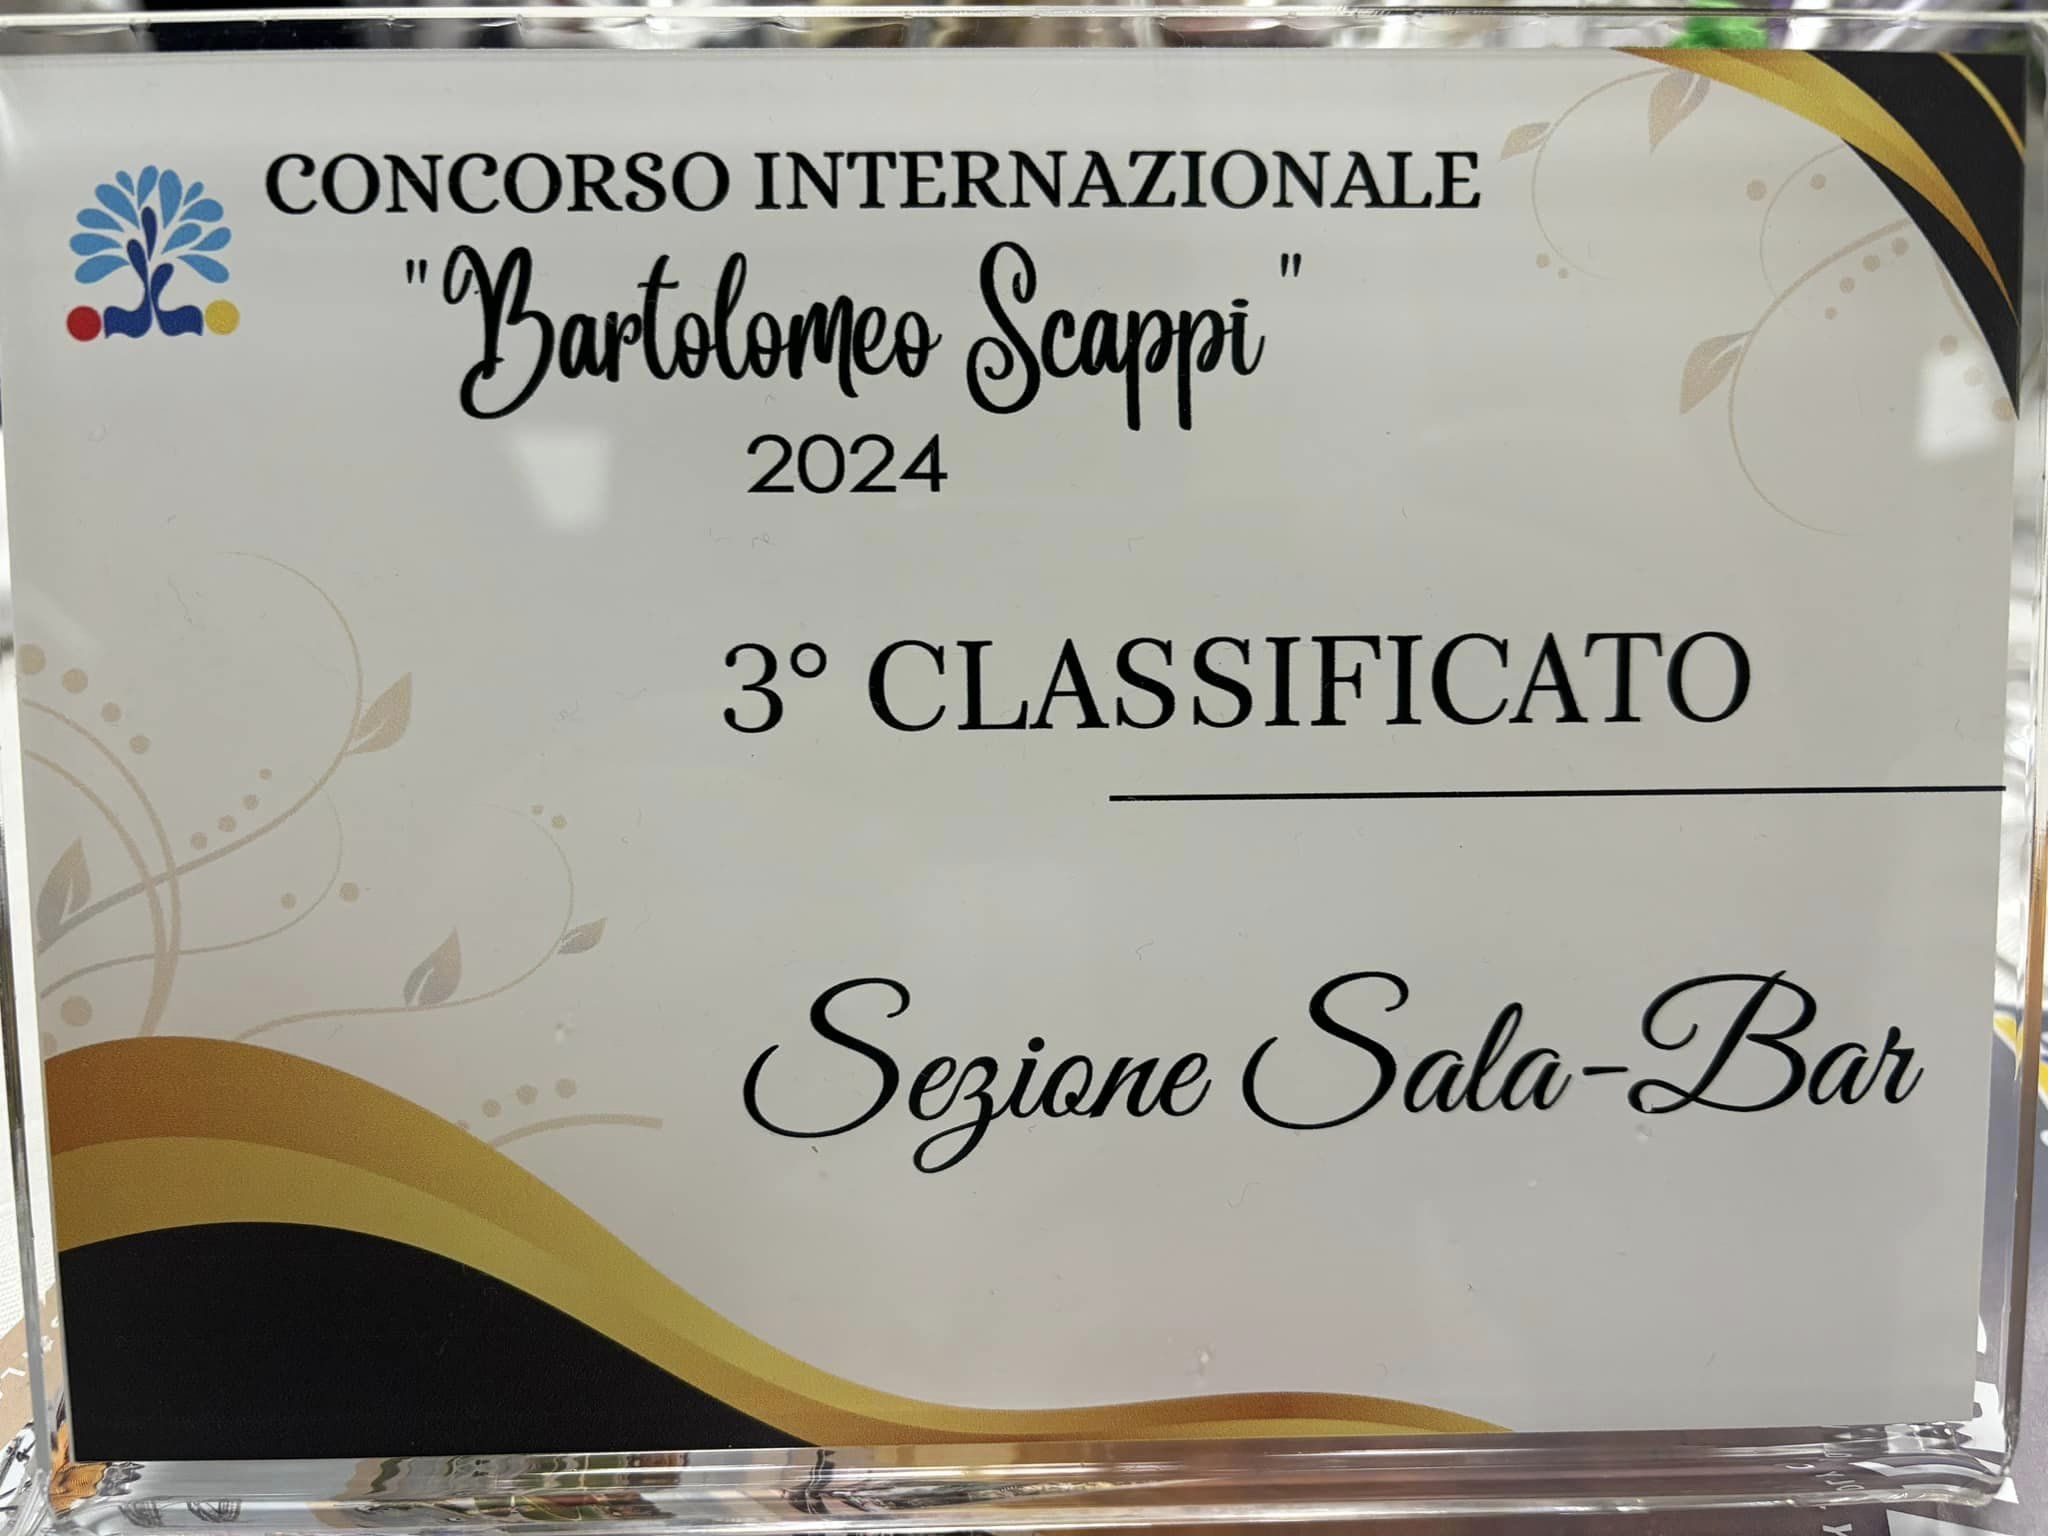 CONCORSO INTERNAZIONALE
"Bartolomeo Scappi"
2024
3° CLASSIFICATO
Sezione Sala-Bar